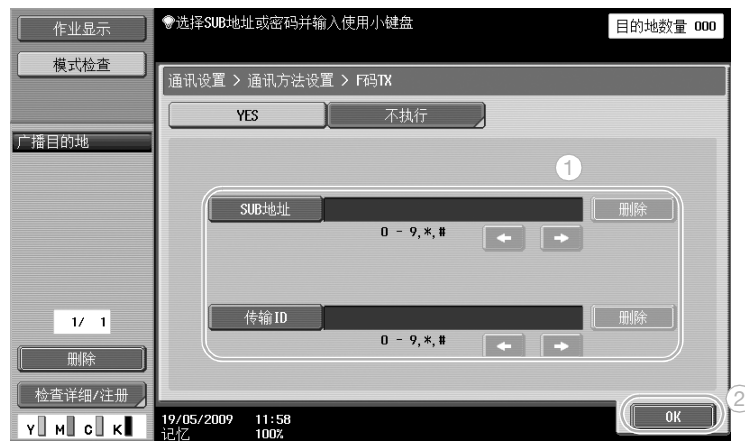 作业显示
选择SUB地址或密码并输入使用小键盘
目的地数量 000
模式检查
通讯设置 > 通讯方法设置 > F码TX
YES
不执行
广播目的地
1
SUB地址
删除
0 - 9,*,#
传输ID
删除
0 - 9,*,#
1/ 1
删除
检查详细/注册
2
OK
Y M C K
19/05/2009 11:58
记忆 100%